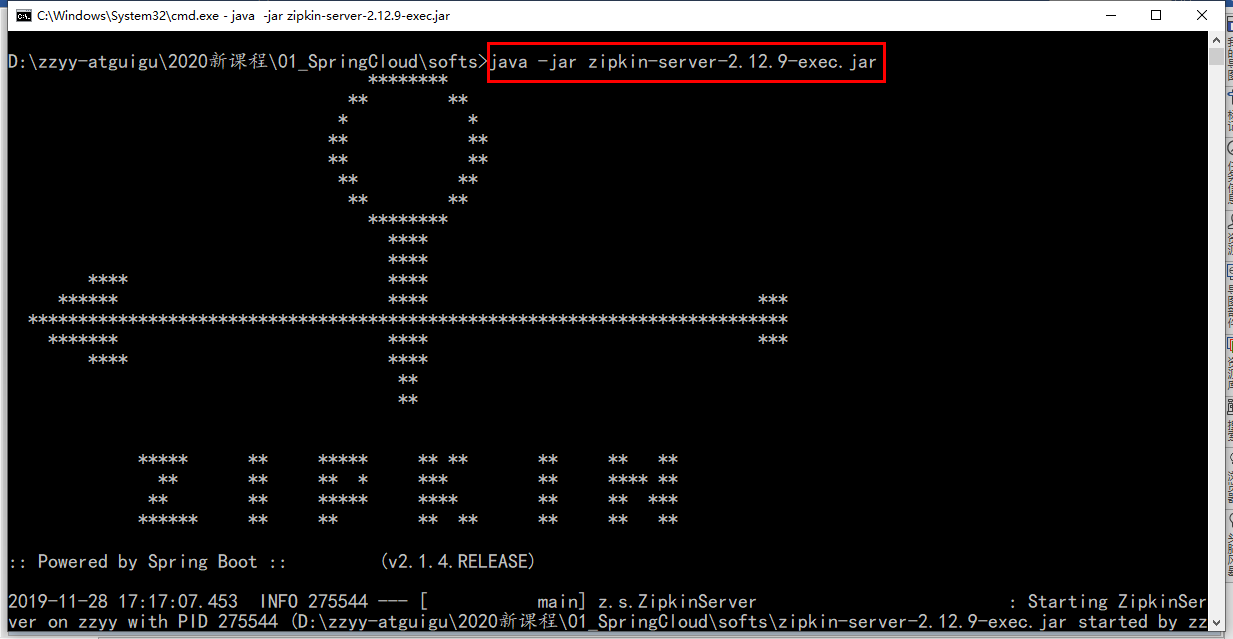 C:\Windows\System32\cmd.exe - java  -jar zipkin-server-2.12.9-exec.jar
D:\zzyy-atguigu\2020新课程\01_SpringCloud\softs>java -jar zipkin-server-2.12.9-exec.jar
ZIPKIN
:: Powered by Spring Boot ::         (v2.1.4.RELEASE)
2019-11-28 17:17:07.453  INFO 275544 --- [           main] z.s.ZipkinServer                         : Starting ZipkinSer
ver on zzyy with PID 275544 (D:\zzyy-atguigu\2020新课程\01_SpringCloud\softs\zipkin-server-2.12.9-exec.jar started by zz